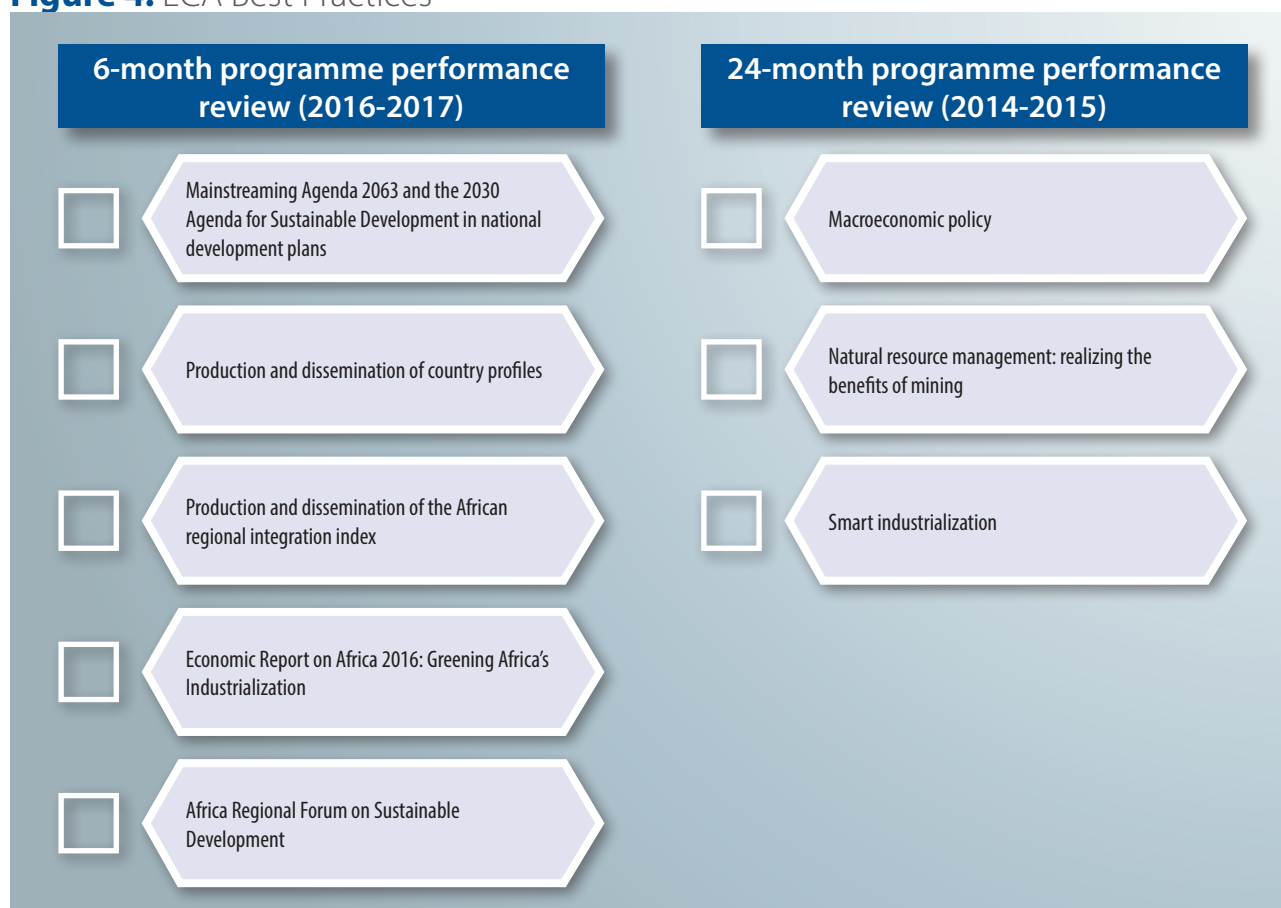 Figure 4: ECA Best Practices
6-month programme performance
review (2016-2017)
Mainstreaming Agenda 2063 and the 2030
Agenda for Sustainable Development in national
development plans
Production and dissemination of country profiles
Production and dissemination of the African
regional integration index
Economic Report on Africa 2016: Greening Africa’s
Industrialization
Africa Regional Forum on Sustainable
Development
24-month programme performance
review (2014-2015)
Macroeconomic policy
Natural resource management: realizing the
benefits of mining
Smart industrialization